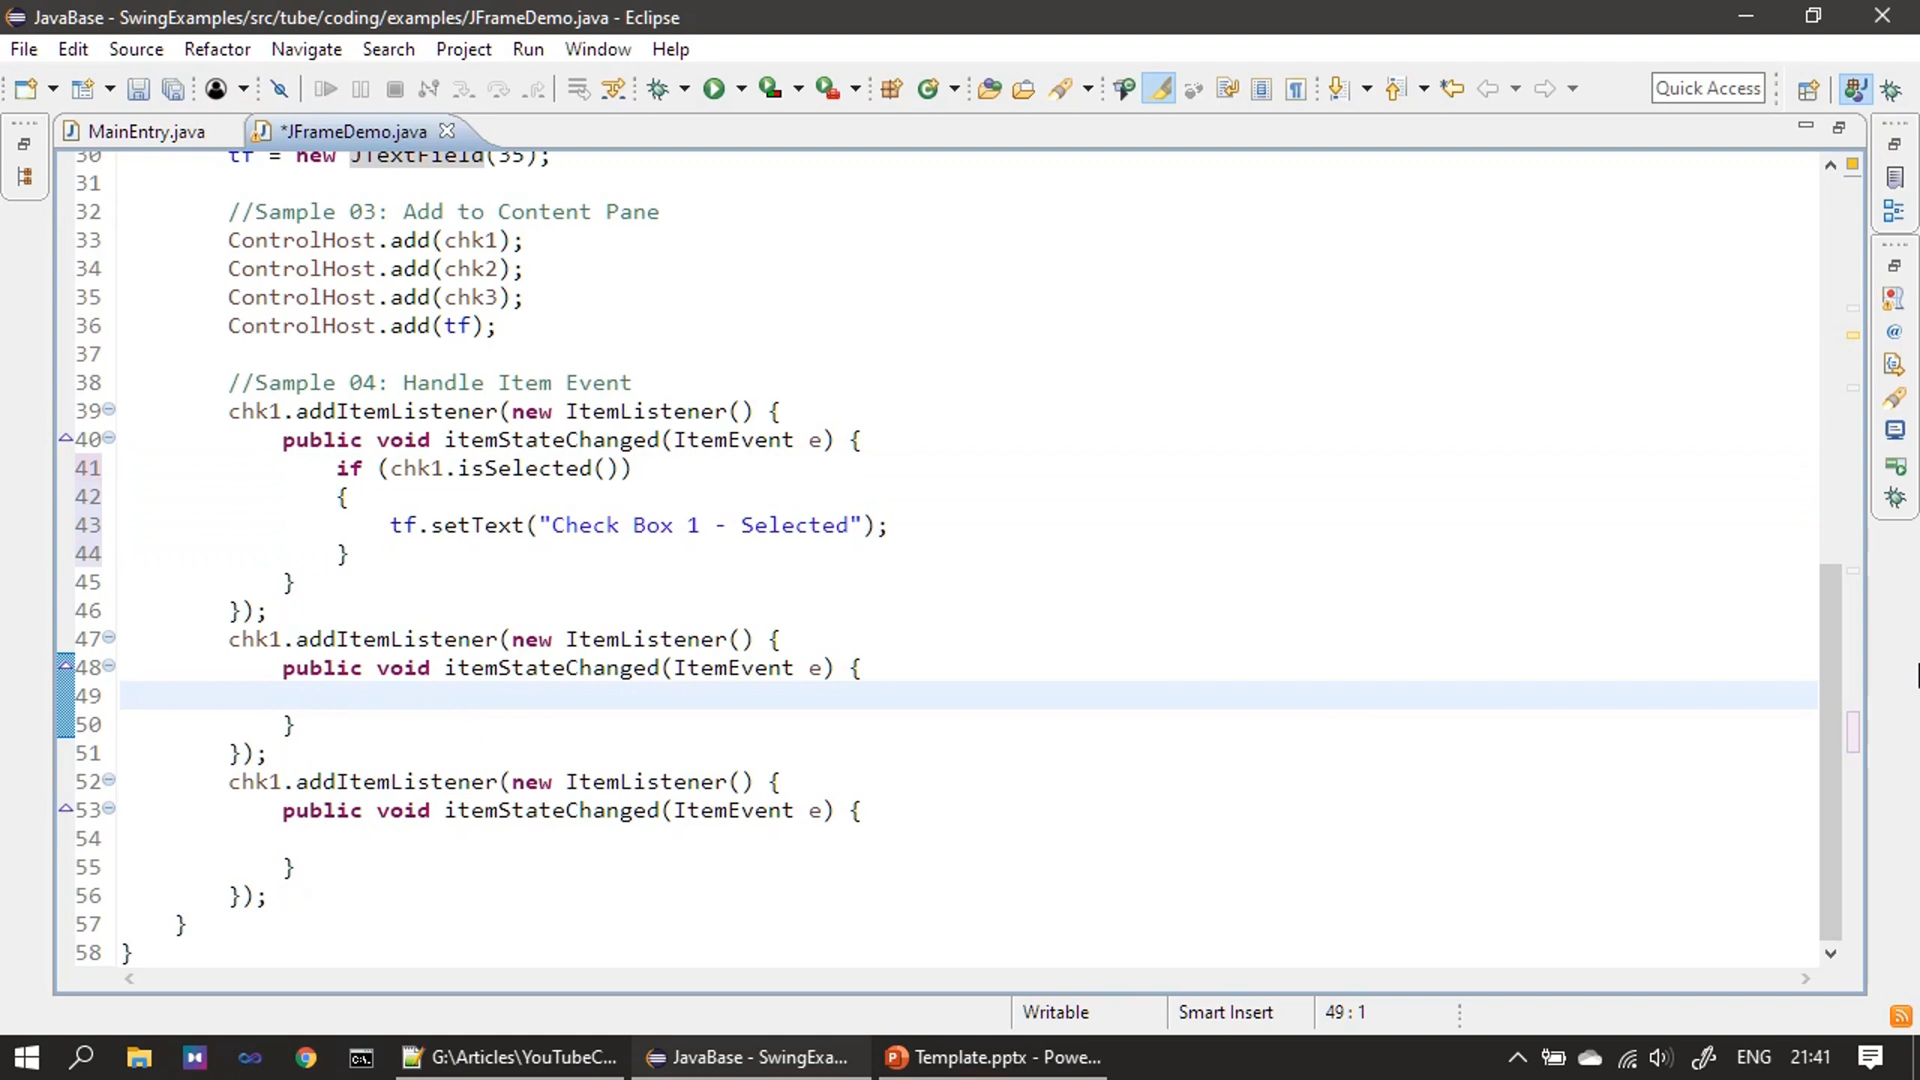 JavaBase - SwingExamples/src/tube/coding/examples/JFrameDemo.java - Eclipse
File Edit Source Refactor Navigate Search Project Run Window Help
Quick Access
MainEntry.java *JFrameDemo.java
30 tf = new JTextField(35);
31
32 //Sample 03: Add to Content Pane
33 ControlHost.add(chk1);
34 ControlHost.add(chk2);
35 ControlHost.add(chk3);
36 ControlHost.add(tf);
37
38 //Sample 04: Handle Item Event
39 chk1.addItemListener(new ItemListener() {
40 public void itemStateChanged(ItemEvent e) {
41 if (chk1.isSelected())
42 {
43 tf.setText("Check Box 1 - Selected");
44 }
45 }
46 });
47 chk1.addItemListener(new ItemListener() {
48 public void itemStateChanged(ItemEvent e) {
49
50 }
51 });
52 chk1.addItemListener(new ItemListener() {
53 public void itemStateChanged(ItemEvent e) {
54
55 }
56 });
57 }
58 }
Writable Smart Insert 49 : 1
G:\Articles\YouTubeC... JavaBase - SwingExa... Template.pptx - Powe... ENG 21:41